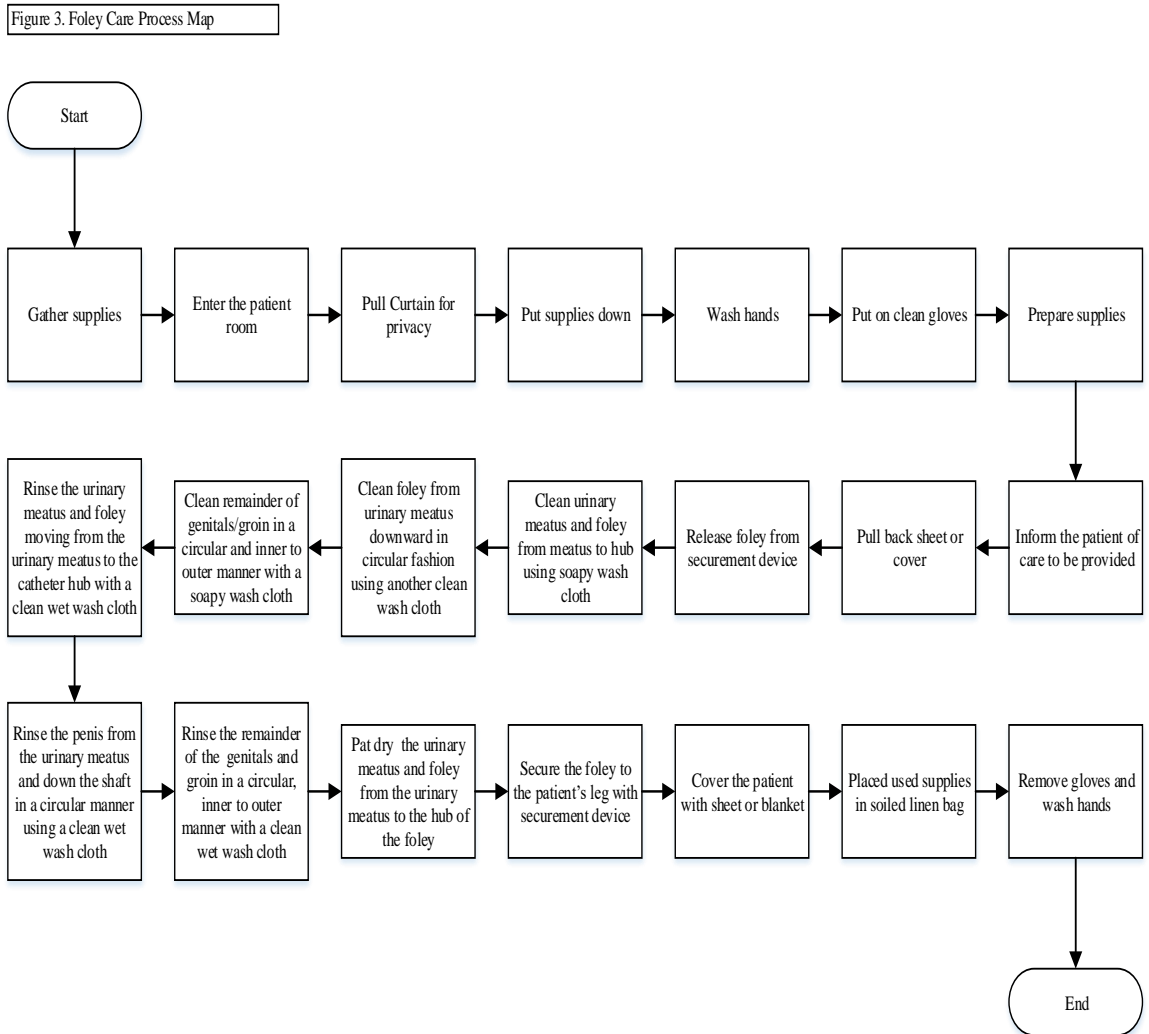 Figure 3. Foley Care Process Map
Start
Gather supplies
Enter the patient
room
Pull Curtain for
privacy
Put supplies down
Wash hands
Put on clean gloves
Prepare supplies
Inform the patient of
care to be provided
Pull back sheet or
cover
Release foley from
securement device
Clean urinary
meatus and foley
from meatus to hub
using soapy wash
cloth
Clean foley from
urinary meatus
downward in
circular fashion
using another clean
wash cloth
Clean remainder of
genitals/groin in a
circular and inner to
outer manner with a
soapy wash cloth
Rinse the urinary
meatus and foley
moving from the
urinary meatus to the
catheter hub with a
clean wet wash cloth
Rinse the penis from
the urinary meatus
and down the shaft
in a circular manner
using a clean wet
wash cloth
Rinse the remainder
of the genitals and
groin in a circular,
inner to outer
manner with a clean
wet wash cloth
Pat dry the urinary
meatus and foley
from the urinary
meatus to the hub of
the foley
Secure the foley to
the patient’s leg with
securement device
Cover the patient
with sheet or blanket
Placed used supplies
in soiled linen bag
Remove gloves and
wash hands
End